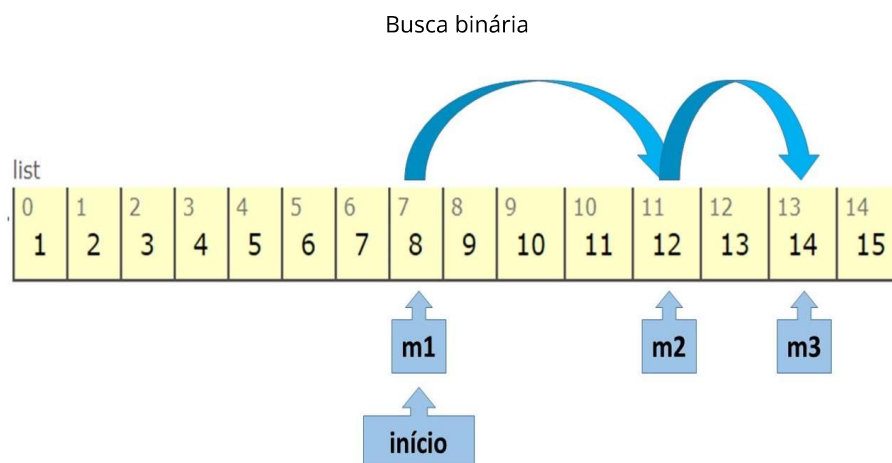 Busca binária
list
0 1 2 3 4 5 6 7 8 9 10 11 12 13 14
1 2 3 4 5 6 7 8 9 10 11 12 13 14 15
m1 m2 m3
início